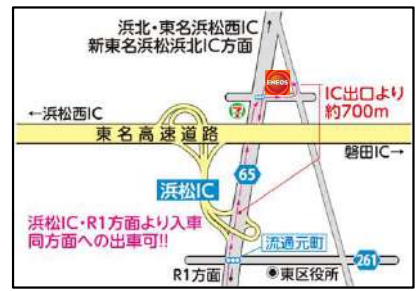 浜北・東名浜松西IC
新東名浜松浜北IC方面
ENEOS
7
IC出口より
約700m
←浜松西IC
東名高速道路
磐田IC→
65
浜松IC
浜松IC・R1方面より入車
同方面への出車可!!
流通元町
261
R1方面
◉東区役所